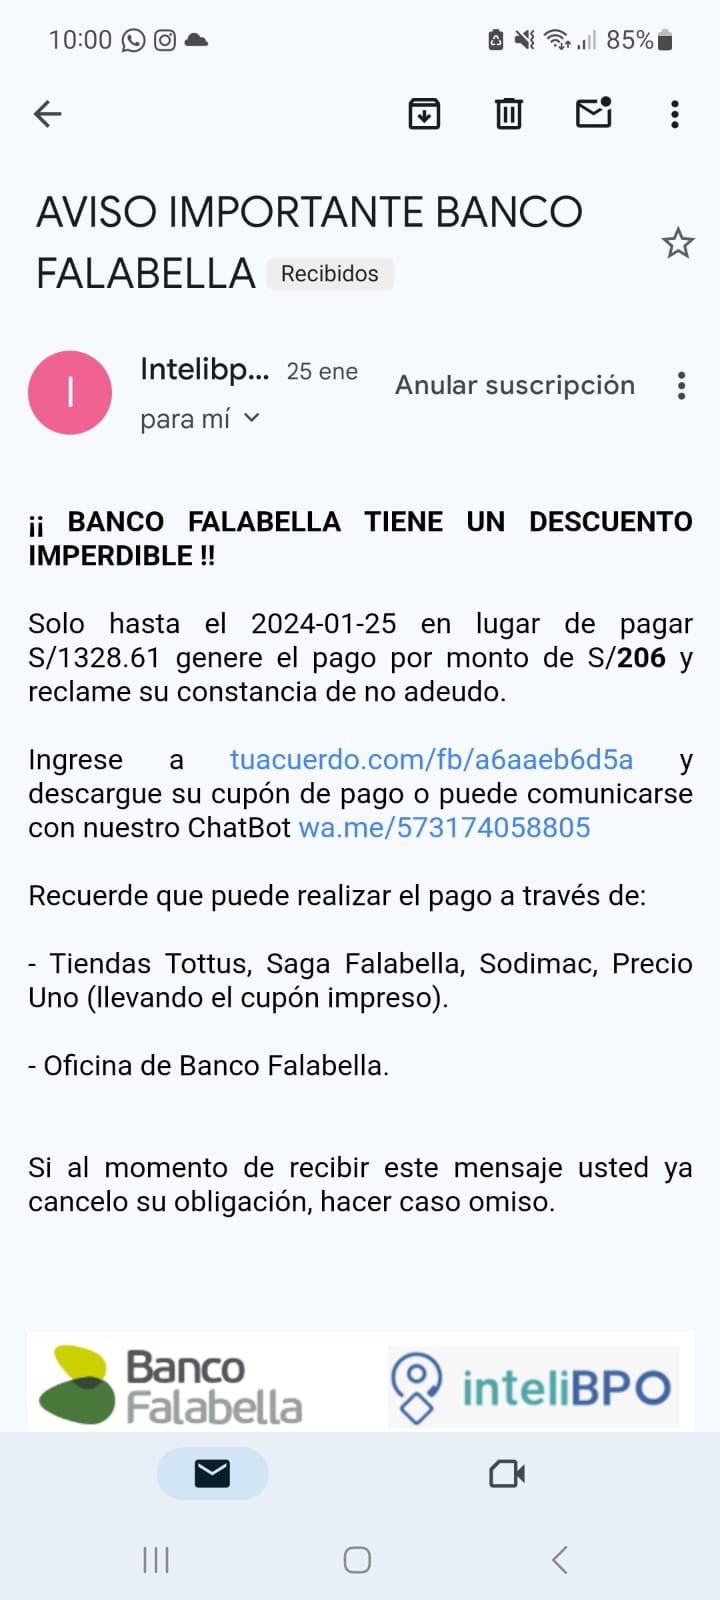 10:00 85%
AVISO IMPORTANTE BANCO
FALABELLA Recibidos
I
Intelibp... 25 ene Anular suscripción
para mí
¡¡ BANCO FALABELLA TIENE UN DESCUENTO
IMPERDIBLE !!
Solo hasta el 2024-01-25 en lugar de pagar
S/1328.61 genere el pago por monto de S/206 y
reclame su constancia de no adeudo.
Ingrese a tuacuerdo.com/fb/a6aaeb6d5a y
descargue su cupón de pago o puede comunicarse
con nuestro ChatBot wa.me/573174058805
Recuerde que puede realizar el pago a través de:
- Tiendas Tottus, Saga Falabella, Sodimac, Precio
Uno (llevando el cupón impreso).
- Oficina de Banco Falabella.
Si al momento de recibir este mensaje usted ya
cancelo su obligación, hacer caso omiso.
Banco
Falabella
inteliBPO